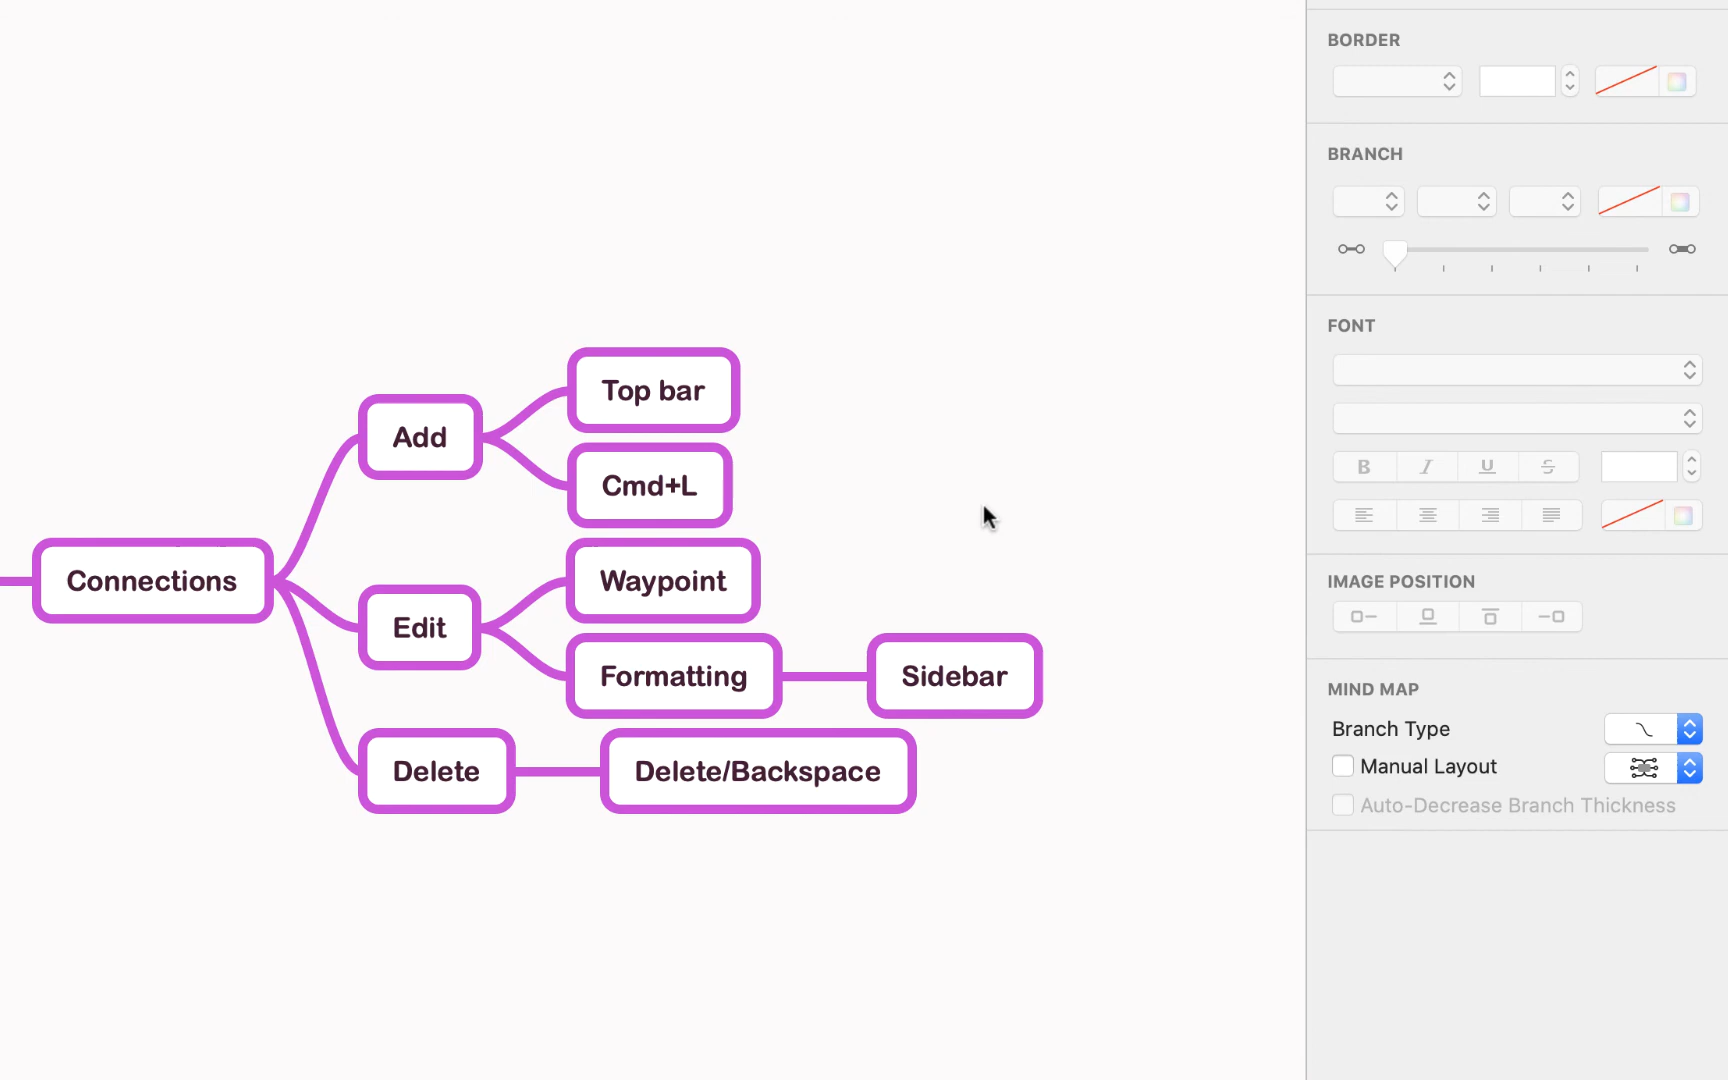 Connections
Add
Top bar
Cmd+L
Edit
Waypoint
Formatting
Sidebar
Delete
Delete/Backspace
BORDER
BRANCH
FONT
B I U S
IMAGE POSITION
MIND MAP
Branch Type
Manual Layout
Auto-Decrease Branch Thickness